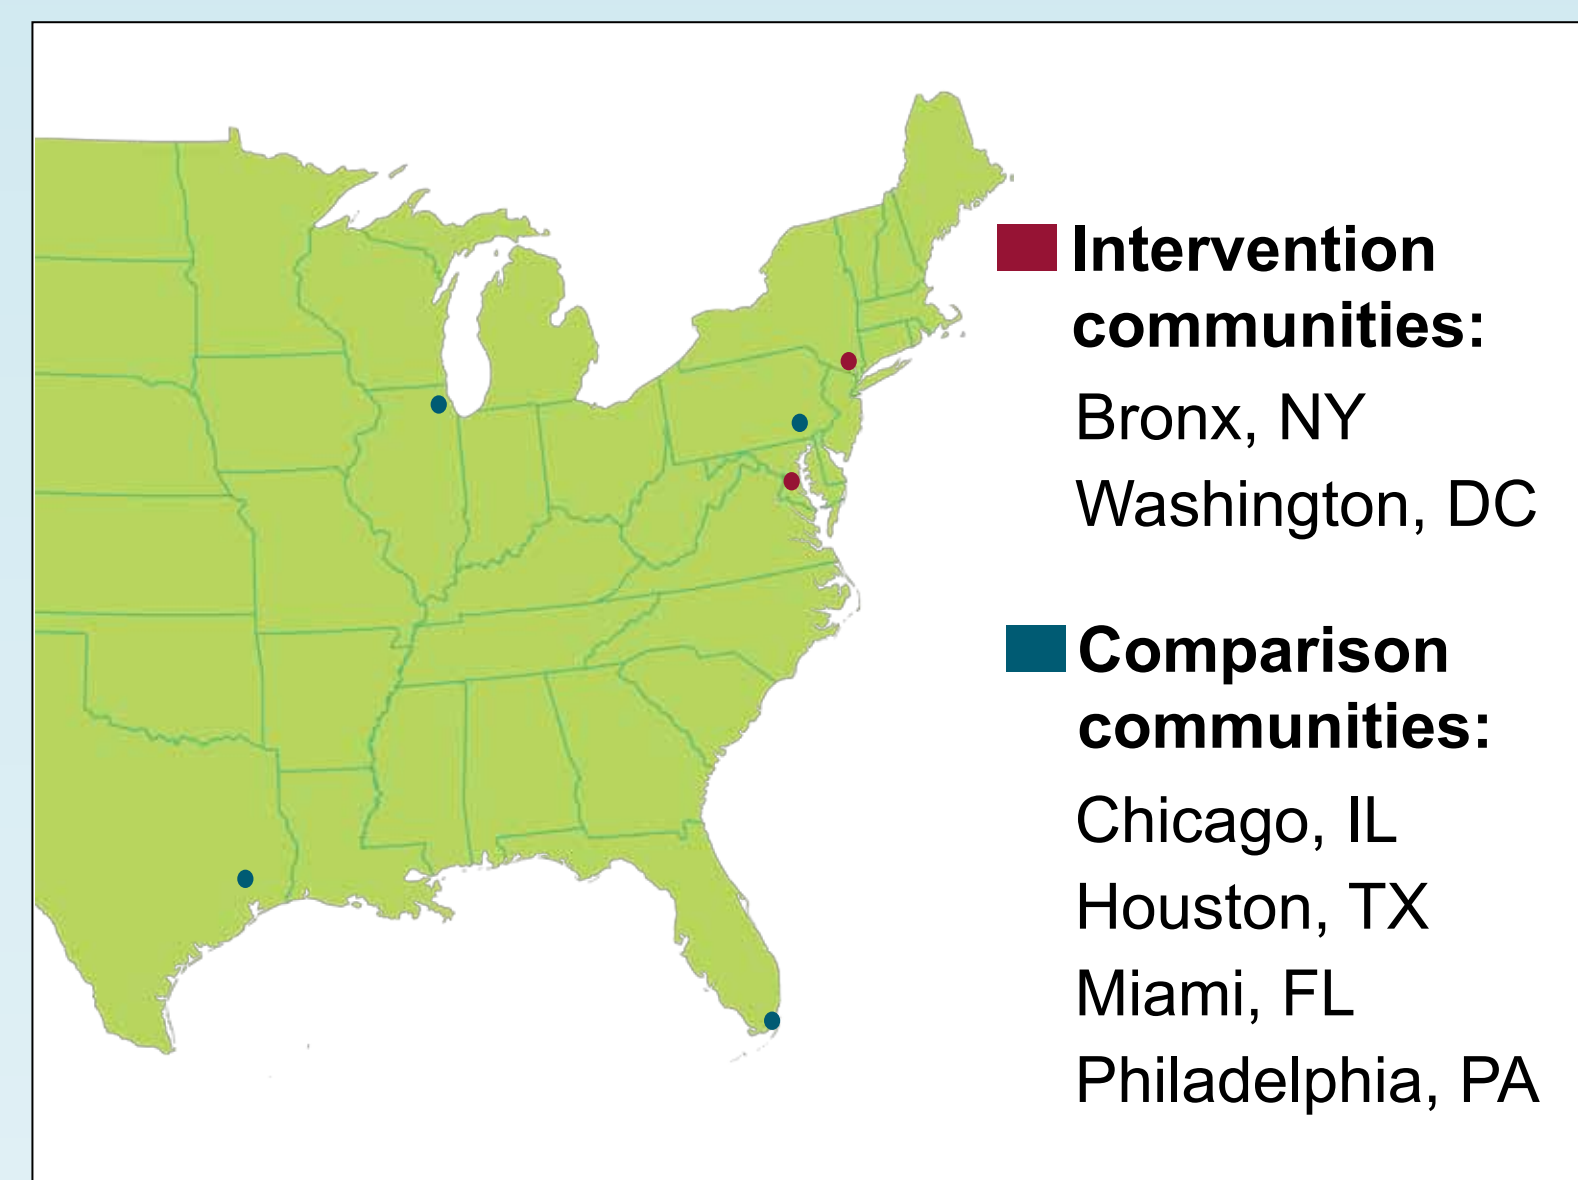 Intervention
communities:
Bronx, NY
Washington, DC
Comparison
communities:
Chicago, IL
Houston, TX
Miami, FL
Philadelphia, PA